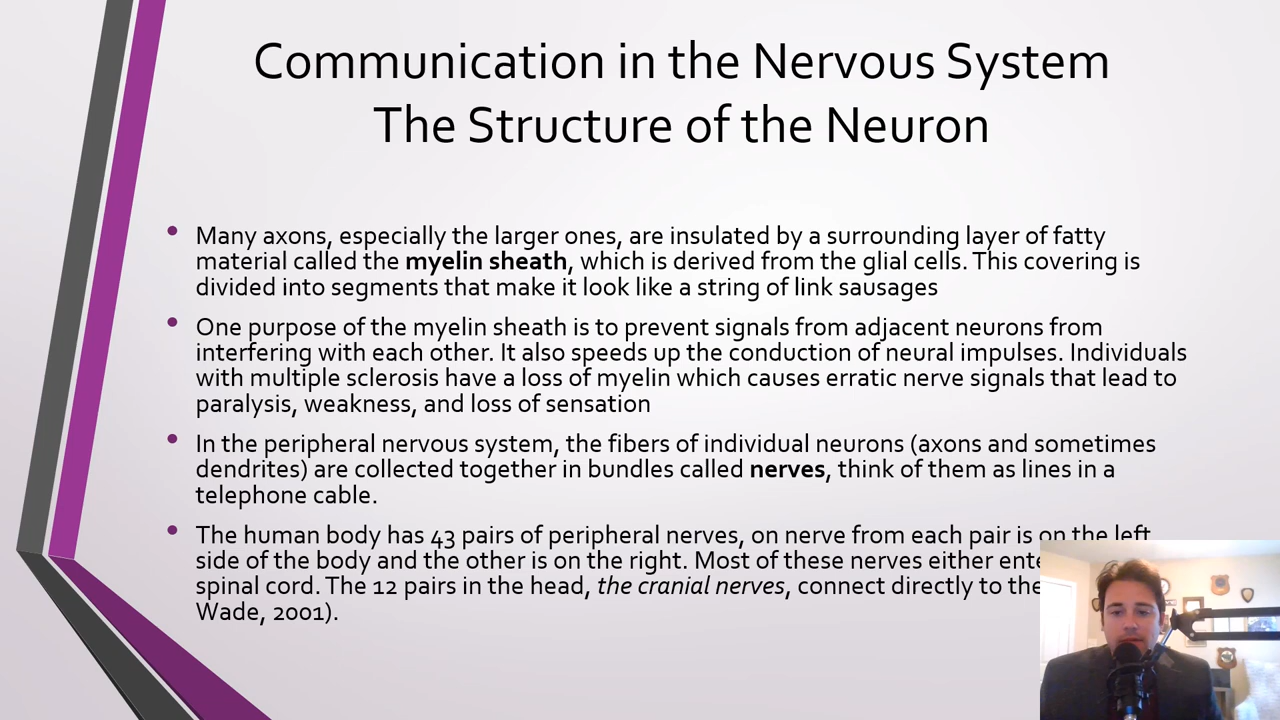 Communication in the Nervous System
The Structure of the Neuron
• Many axons, especially the larger ones, are insulated by a surrounding layer of fatty
material called the myelin sheath, which is derived from the glial cells. This covering is
divided into segments that make it look like a string of link sausages
• One purpose of the myelin sheath is to prevent signals from adjacent neurons from
interfering with each other. It also speeds up the conduction of neural impulses. Individuals
with multiple sclerosis have a loss of myelin which causes erratic nerve signals that lead to
paralysis, weakness, and loss of sensation
• In the peripheral nervous system, the fibers of individual neurons (axons and sometimes
dendrites) are collected together in bundles called nerves, think of them as lines in a
telephone cable.
• The human body has 43 pairs of peripheral nerves, on nerve from each pair is on the left
side of the body and the other is on the right. Most of these nerves either
spinal cord. The 12 pairs in the head, the cranial nerves, connect directly to the
Wade, 2001).